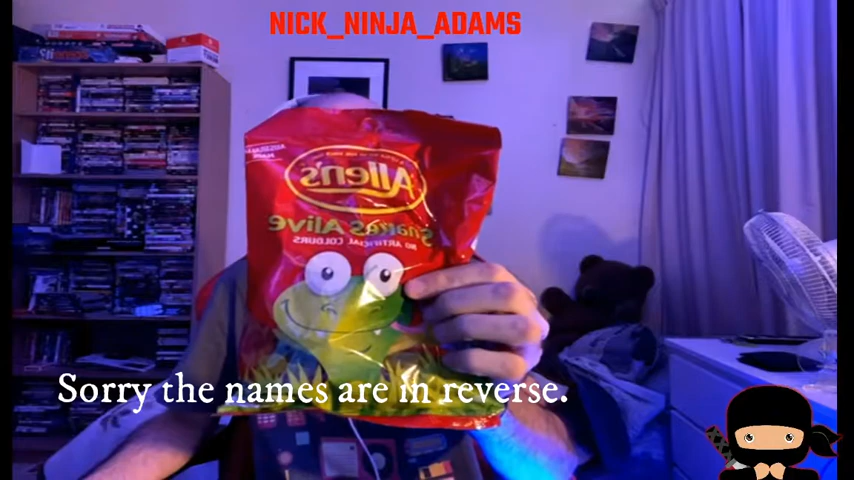 NICK_NINJA_ADAMS
Allen's
Snakes Alive
NO ARTIFICIAL COLOURS
Sorry the names are in reverse.